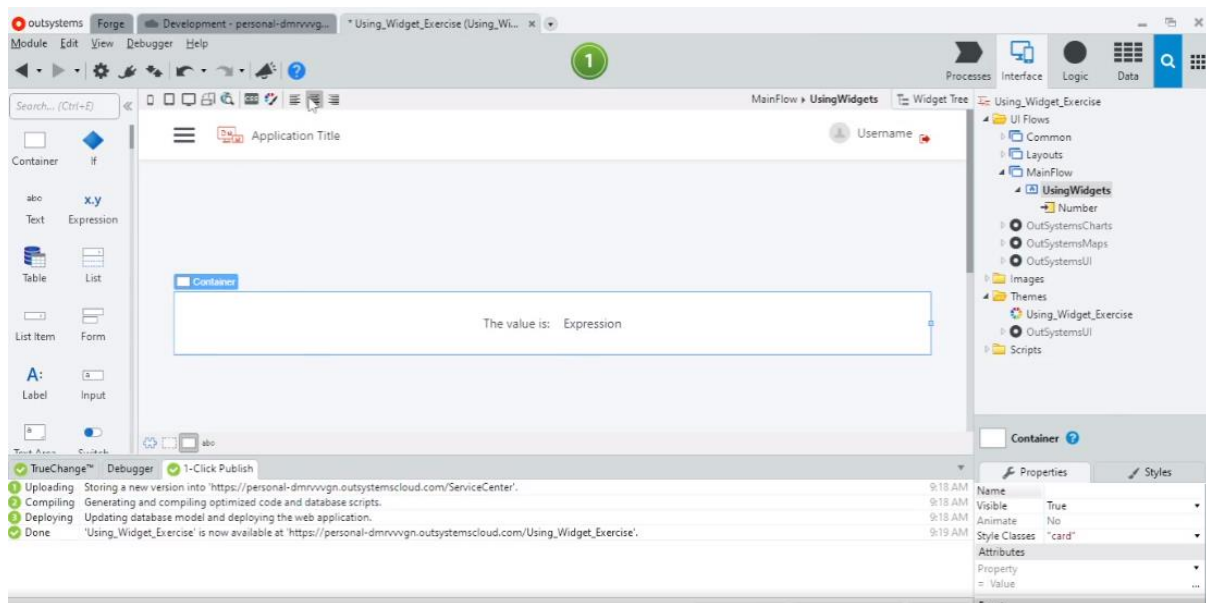 outsystems Forge Development - personal-dmrvvvg... * Using_Widget_Exercise (Using_Wi...
Module Edit View Debugger Help
1
Processes Interface Logic Data
Search... (Ctrl+E)
MainFlow ▸ UsingWidgets Widget Tree
Application Title
Username
Container If
abc x.y
Text Expression
Table List
List Item Form
A: a
Label Input
a
Text Area Switch
Container
The value is: Expression
abc
Using_Widget_Exercise
UI Flows
Common
Layouts
MainFlow
UsingWidgets
Number
OutSystemsCharts
OutSystemsMaps
OutSystemsUI
Images
Themes
Using_Widget_Exercise
OutSystemsUI
Scripts
TrueChange™ Debugger 1-Click Publish
1 Uploading Storing a new version into 'https://personal-dmrvvvgn.outsystemscloud.com/ServiceCenter'. 9:18 AM
2 Compiling Generating and compiling optimized code and database scripts. 9:18 AM
3 Deploying Updating database model and deploying the web application. 9:18 AM
Done 'Using_Widget_Exercise' is now available at 'https://personal-dmrvvvgn.outsystemscloud.com/Using_Widget_Exercise'. 9:19 AM
Container ?
Properties Styles
Name
Visible True
Animate No
Style Classes "card"
Attributes
Property
= Value ...